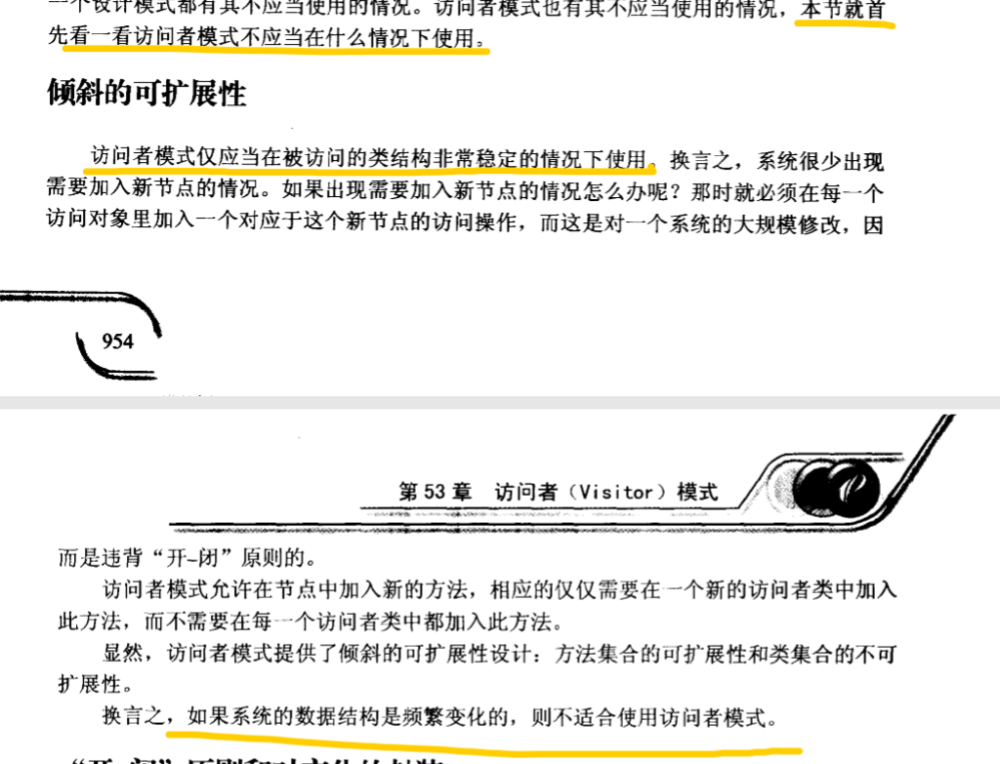 一个设计模式都有其不应当使用的情况。访问者模式也有其不应当使用的情况，本节就首
先看一看访问者模式不应当在什么情况下使用。
倾斜的可扩展性
访问者模式仅应当在被访问的类结构非常稳定的情况下使用。换言之，系统很少出现
需要加入新节点的情况。如果出现需要加入新节点的情况怎么办呢？那时就必须在每一个
访问对象里加入一个对应于这个新节点的访问操作，而这是对一个系统的大规模修改，因
954
第 53 章 访问者（Visitor）模式
而是违背“开-闭”原则的。
访问者模式允许在节点中加入新的方法，相应的仅仅需要在一个新的访问者类中加入
此方法，而不需要在每一个访问者类中都加入此方法。
显然，访问者模式提供了倾斜的可扩展性设计：方法集合的可扩展性和类集合的不可
扩展性。
换言之，如果系统的数据结构是频繁变化的，则不适合使用访问者模式。